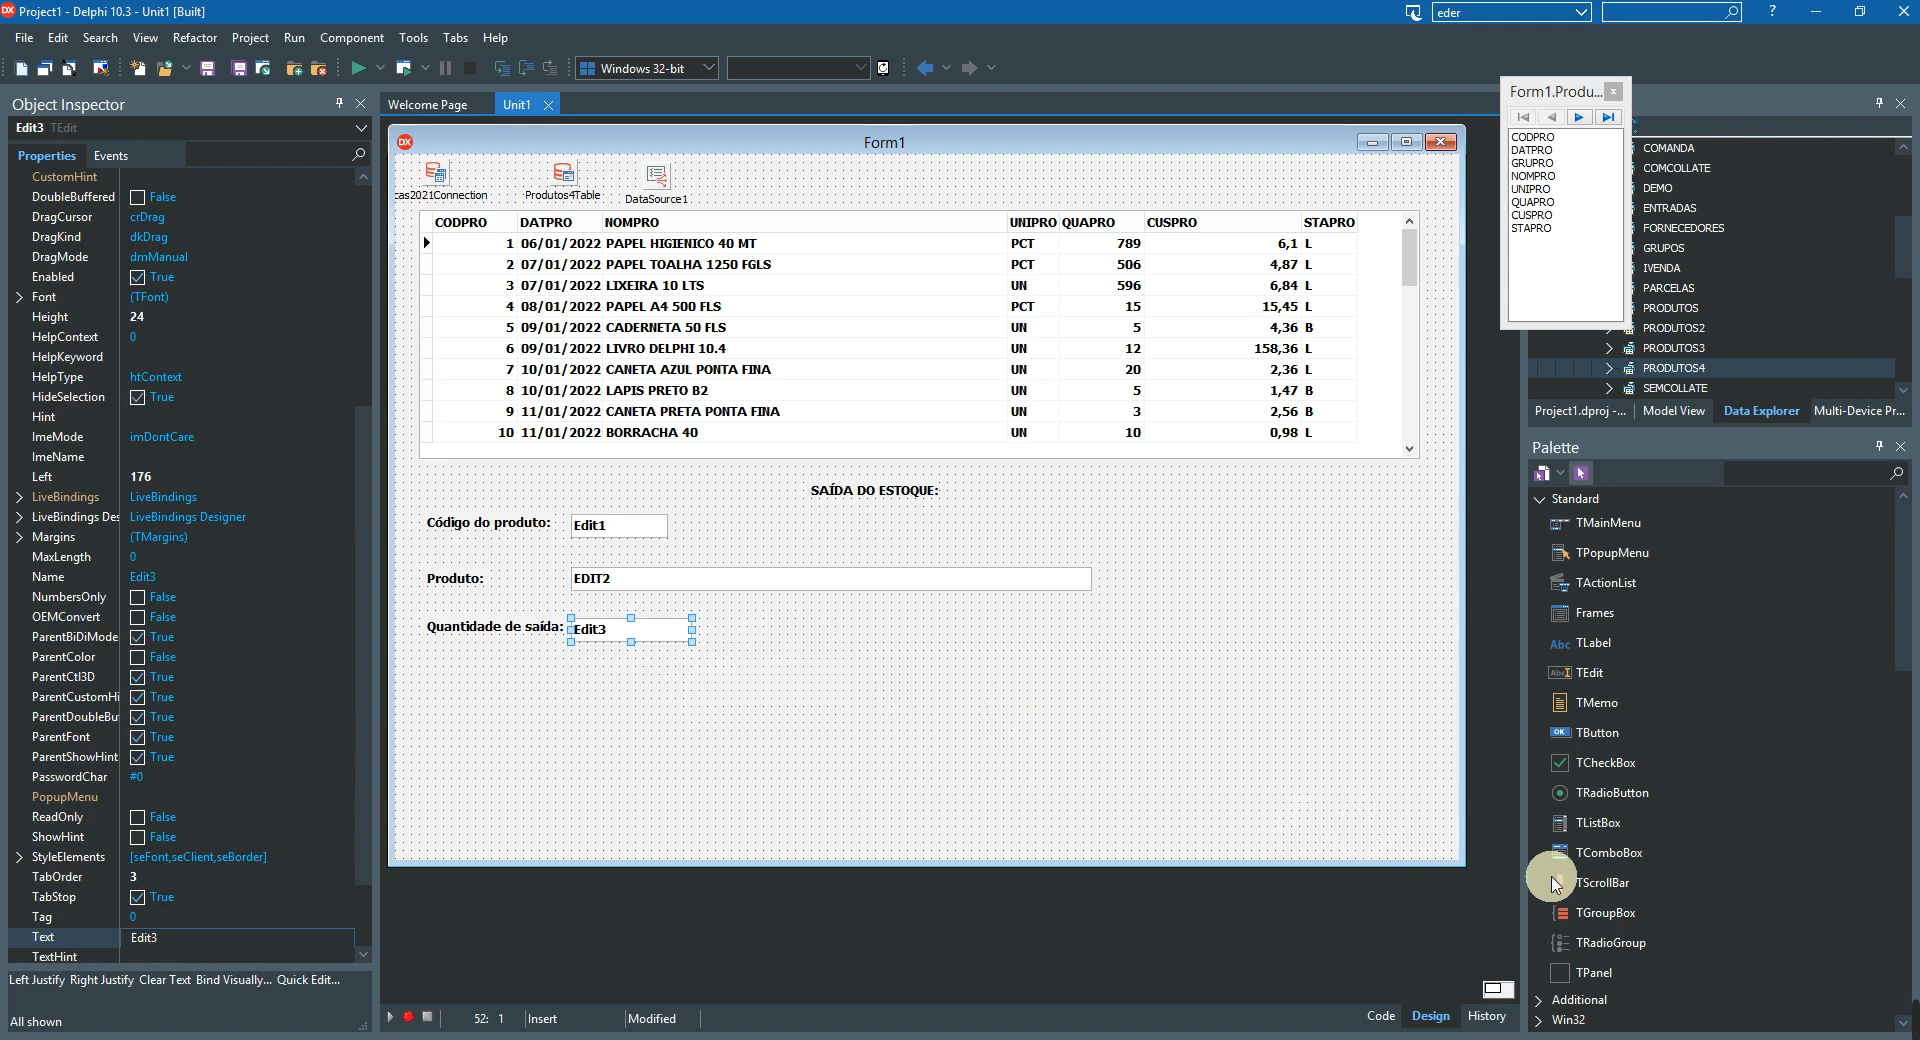 Project1 - Delphi 10.3 - Unit1 [Built]
eder
?
File Edit Search View Refactor Project Run Component Tools Tabs Help
Windows 32-bit
Object Inspector
Edit3 TEdit
Properties Events
CustomHint
DoubleBuffered False
DragCursor crDrag
DragKind dkDrag
DragMode dmManual
Enabled True
Font (TFont)
Height 24
HelpContext 0
HelpKeyword
HelpType htContext
HideSelection True
Hint
ImeMode imDontCare
ImeName
Left 176
LiveBindings LiveBindings
LiveBindings Des LiveBindings Designer
Margins (TMargins)
MaxLength 0
Name Edit3
NumbersOnly False
OEMConvert False
ParentBiDiMode True
ParentColor False
ParentCtl3D True
ParentCustomHi True
ParentDoubleBu True
ParentFont True
ParentShowHint True
PasswordChar #0
PopupMenu
ReadOnly False
ShowHint False
StyleElements [seFont,seClient,seBorder]
TabOrder 3
TabStop True
Tag 0
Text Edit3
TextHint
Left Justify Right Justify Clear Text Bind Visually... Quick Edit...
All shown
Welcome Page Unit1
DX Form1
cas2021Connection Produtos4Table DataSource1
CODPRO DATPRO NOMPRO UNIPRO QUAPRO CUSPRO STAPRO
1 06/01/2022 PAPEL HIGIENICO 40 MT PCT 789 6,1 L
2 07/01/2022 PAPEL TOALHA 1250 FGLS PCT 506 4,87 L
3 07/01/2022 LIXEIRA 10 LTS UN 596 6,84 L
4 08/01/2022 PAPEL A4 500 FLS PCT 15 15,45 L
5 09/01/2022 CADERNETA 50 FLS UN 5 4,36 B
6 09/01/2022 LIVRO DELPHI 10.4 UN 12 158,36 L
7 10/01/2022 CANETA AZUL PONTA FINA UN 20 2,36 L
8 10/01/2022 LAPIS PRETO B2 UN 5 1,47 B
9 11/01/2022 CANETA PRETA PONTA FINA UN 3 2,56 B
10 11/01/2022 BORRACHA 40 UN 10 0,98 L
SAÍDA DO ESTOQUE:
Código do produto: Edit1
Produto: EDIT2
Quantidade de saída: Edit3
52: 1 Insert Modified
Code Design History
Form1.Produ...
CODPRO
DATPRO
GRUPRO
NOMPRO
UNIPRO
QUAPRO
CUSPRO
STAPRO
COMANDA
COMCOLLATE
DEMO
ENTRADAS
FORNECEDORES
GRUPOS
IVENDA
PARCELAS
PRODUTOS
PRODUTOS2
PRODUTOS3
PRODUTOS4
SEMCOLLATE
Project1.dproj -... Model View Data Explorer Multi-Device Pr...
Palette
Standard
TMainMenu
TPopupMenu
TActionList
Frames
Abc TLabel
TEdit
TMemo
OK TButton
TCheckBox
TRadioButton
TListBox
TComboBox
TScrollBar
TGroupBox
TRadioGroup
TPanel
Additional
Win32